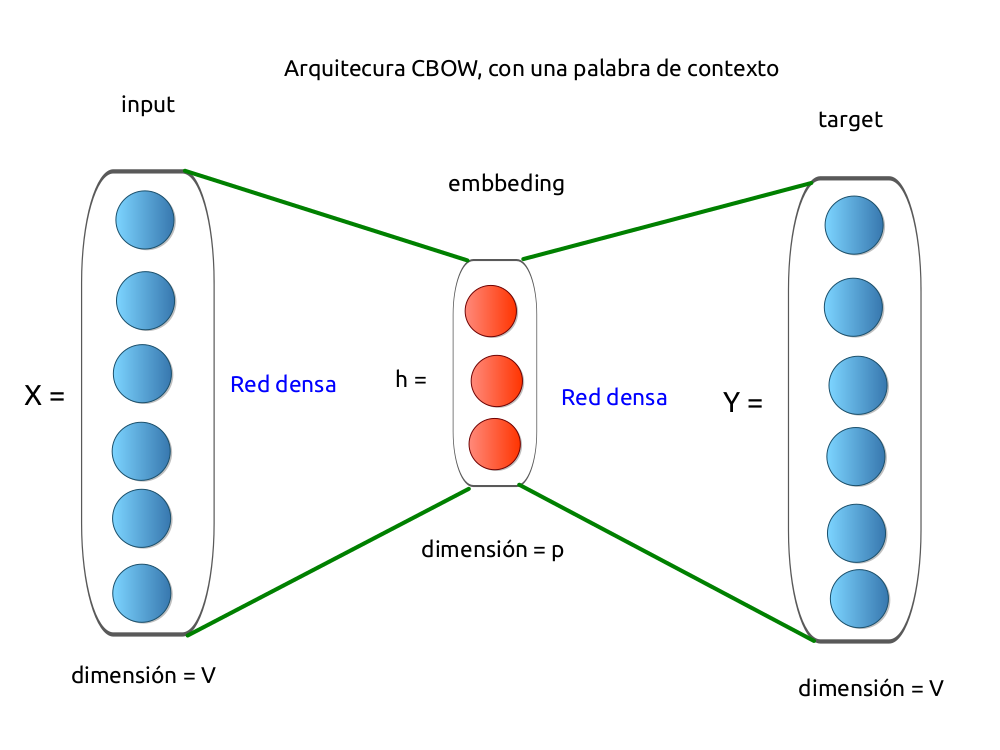 Arquitecura CBOW, con una palabra de contexto
input
target
embbeding
X =
Red densa
h =
Red densa
Y =
dimensión = p
dimensión = V
dimensión = V